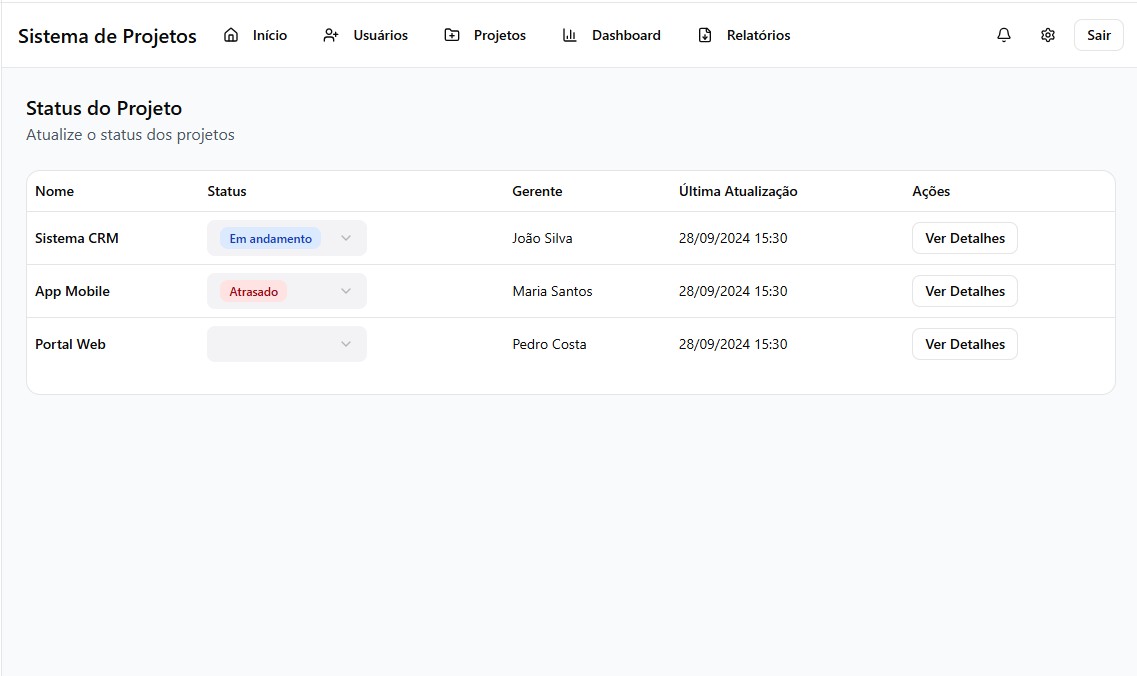 Sistema de Projetos Início Usuários Projetos Dashboard Relatórios Sair
Status do Projeto
Atualize o status dos projetos
Nome Status Gerente Última Atualização Ações
Sistema CRM Em andamento João Silva 28/09/2024 15:30 Ver Detalhes
App Mobile Atrasado Maria Santos 28/09/2024 15:30 Ver Detalhes
Portal Web Pedro Costa 28/09/2024 15:30 Ver Detalhes